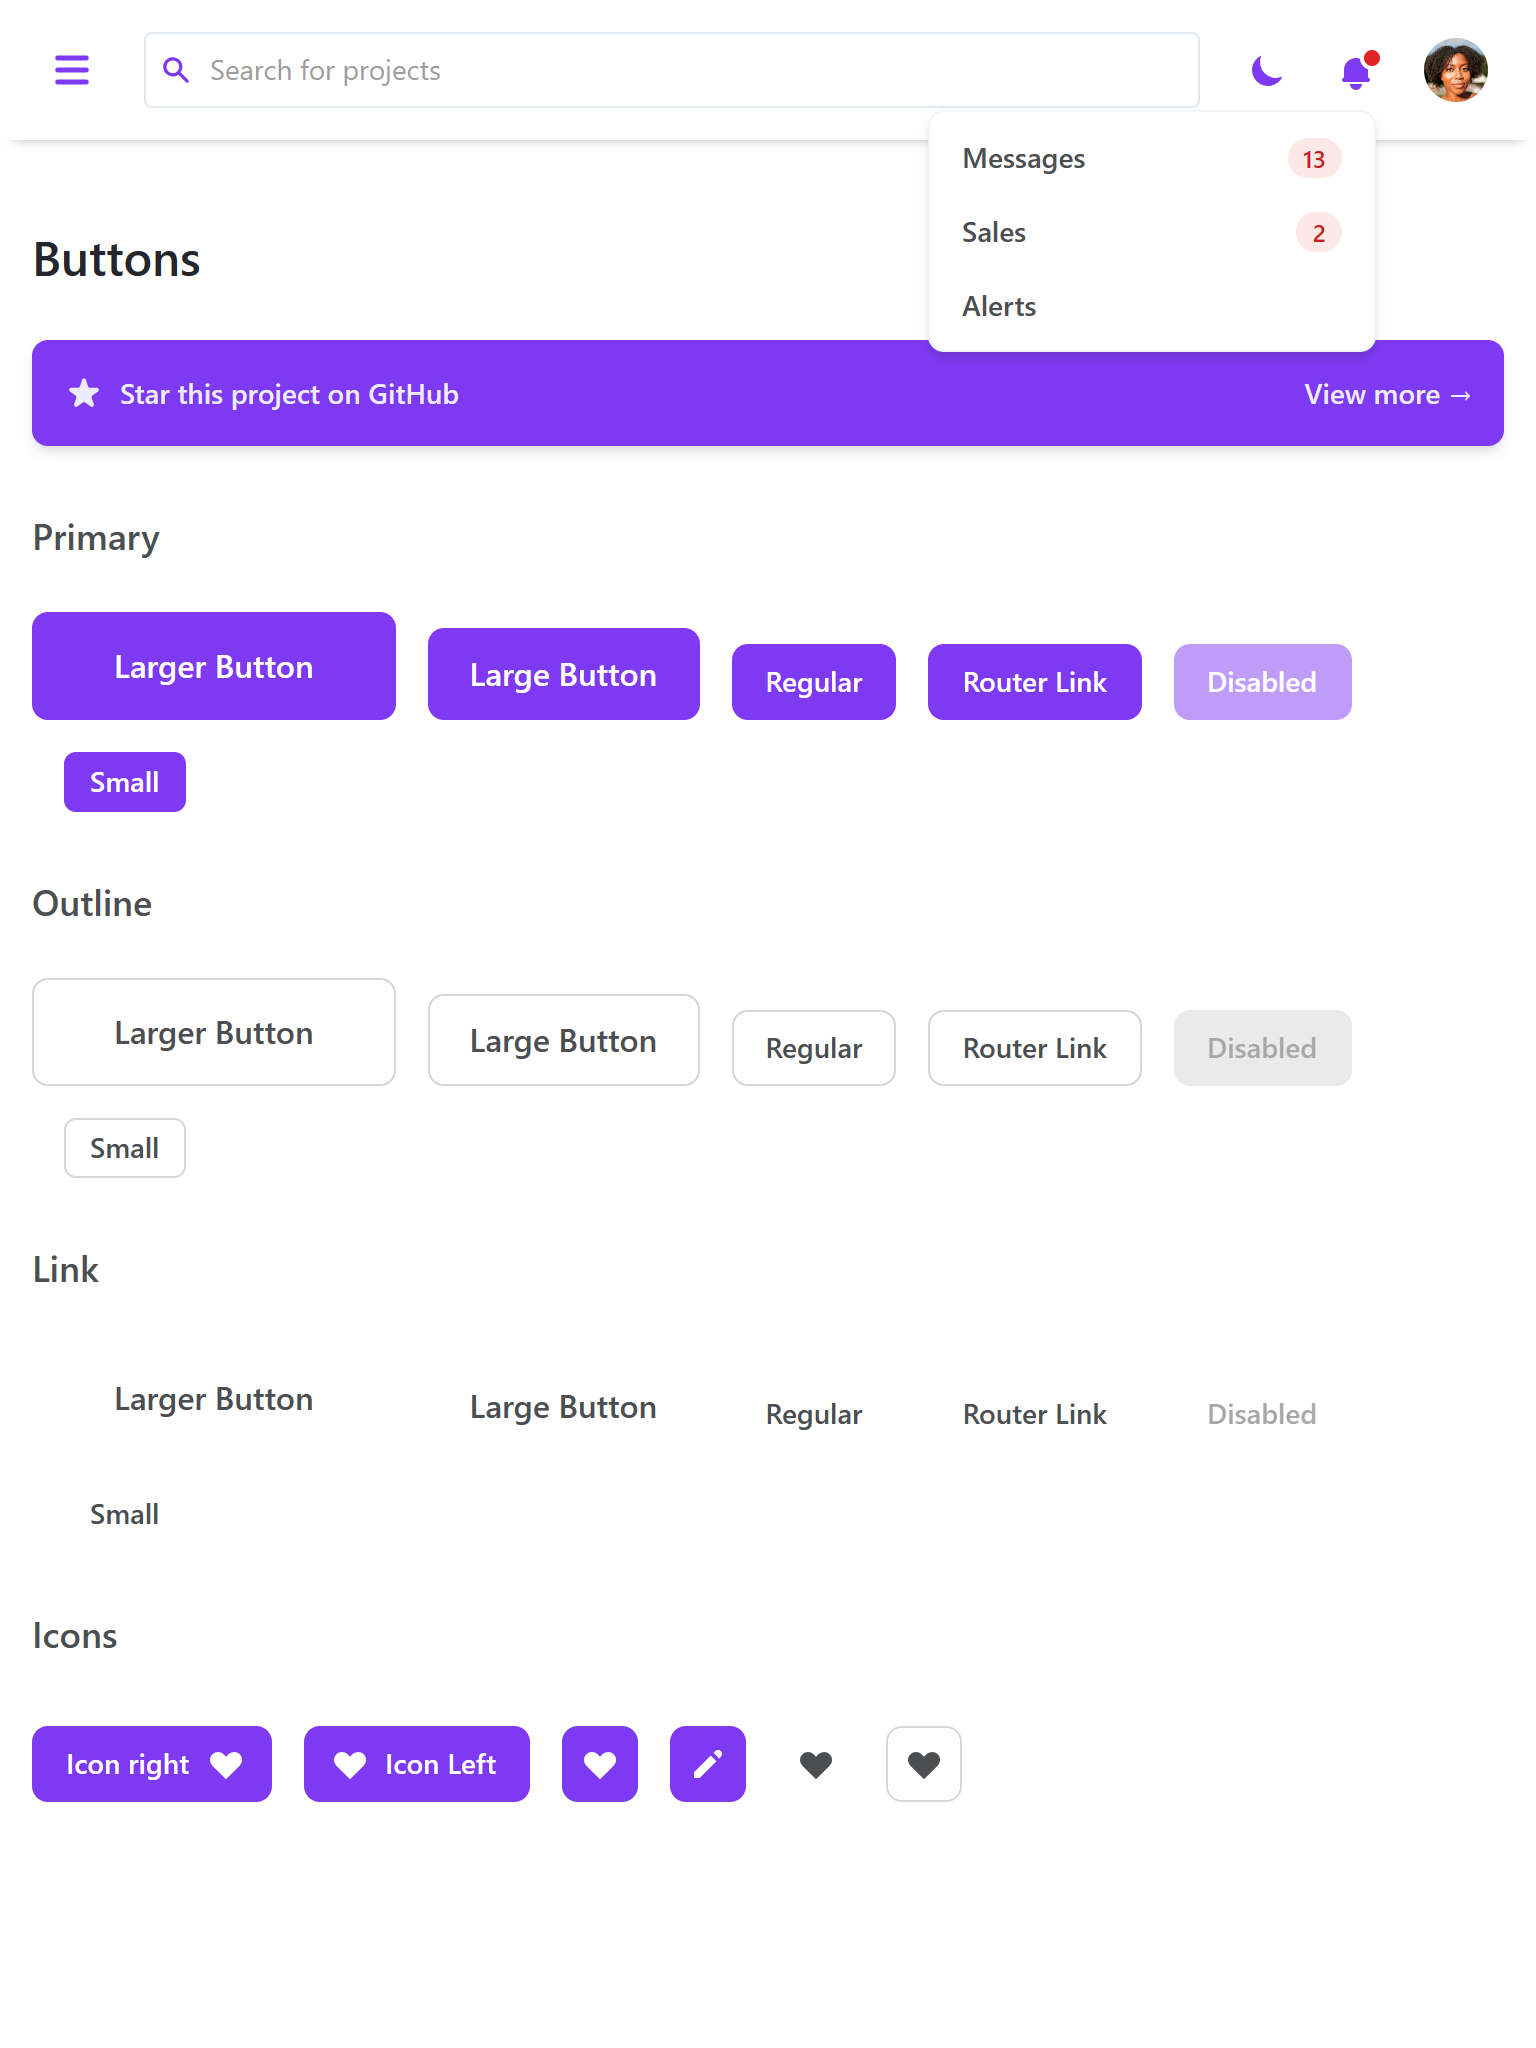 Search for projects
Messages 13
Sales 2
Alerts
Buttons
Star this project on GitHub View more →
Primary
Larger Button Large Button Regular Router Link Disabled
Small
Outline
Larger Button Large Button Regular Router Link Disabled
Small
Link
Larger Button Large Button Regular Router Link Disabled
Small
Icons
Icon right Icon Left